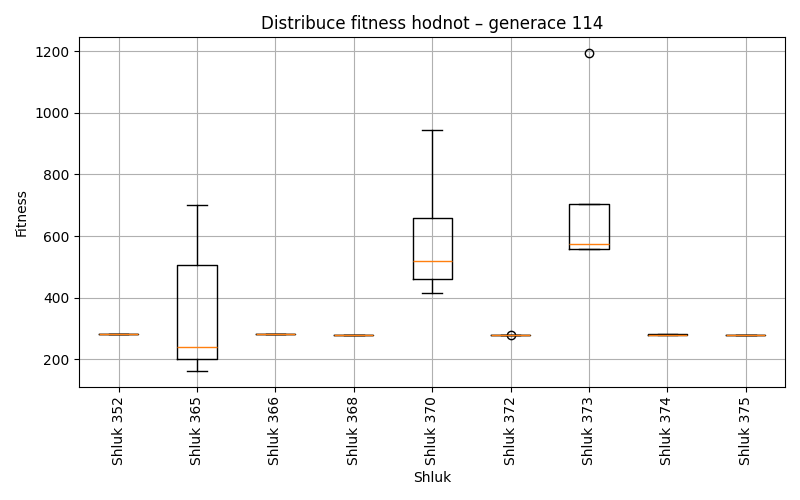 Distribuce fitness hodnot – generace 114
Fitness
1200
1000
800
600
400
200
Shluk 352
Shluk 365
Shluk 366
Shluk 368
Shluk 370
Shluk 372
Shluk 373
Shluk 374
Shluk 375
Shluk